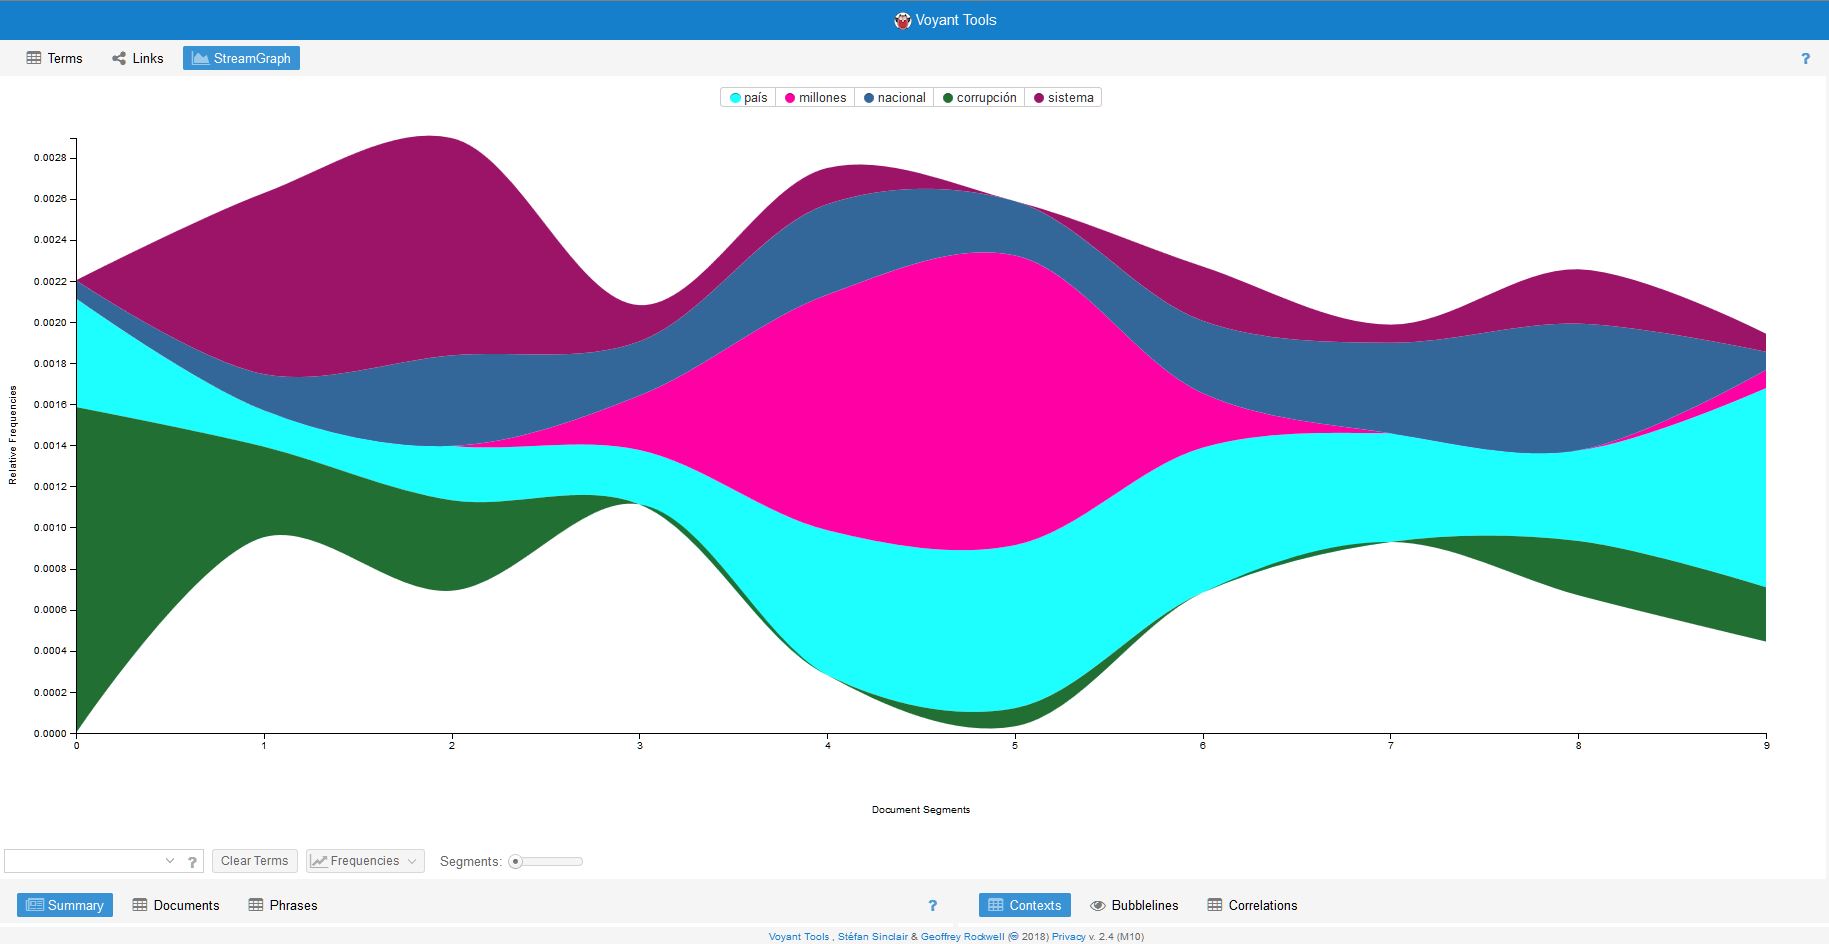 Voyant Tools
Terms Links StreamGraph ?
país millones nacional corrupción sistema
0.0028
0.0026
0.0024
0.0022
0.0020
0.0018
0.0016
0.0014
0.0012
0.0010
0.0008
0.0006
0.0004
0.0002
0.0000
Relative Frequencies
0 1 2 3 4 5 6 7 8 9
Document Segments
? Clear Terms Frequencies Segments:
Summary Documents Phrases ? Contexts Bubblelines Correlations
Voyant Tools , Stéfan Sinclair & Geoffrey Rockwell (© 2018) Privacy v. 2.4 (M10)